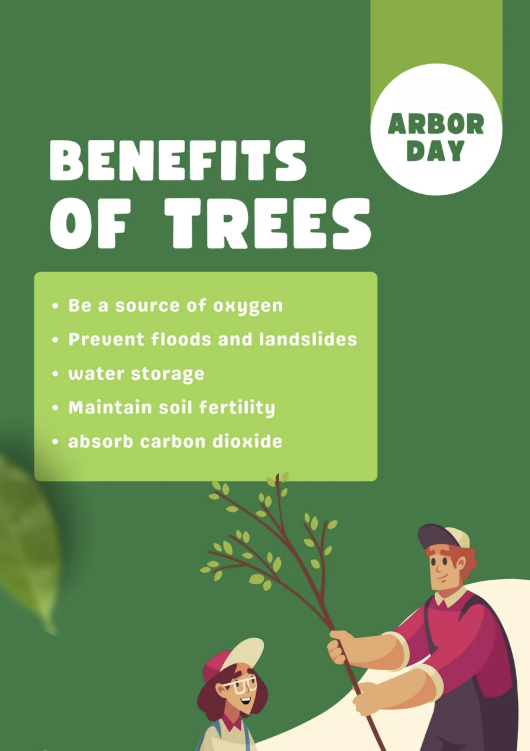 ARBOR
DAY
BENEFITS
OF TREES
• Be a source of oxygen
• Prevent floods and landslides
• water storage
• Maintain soil fertility
• absorb carbon dioxide